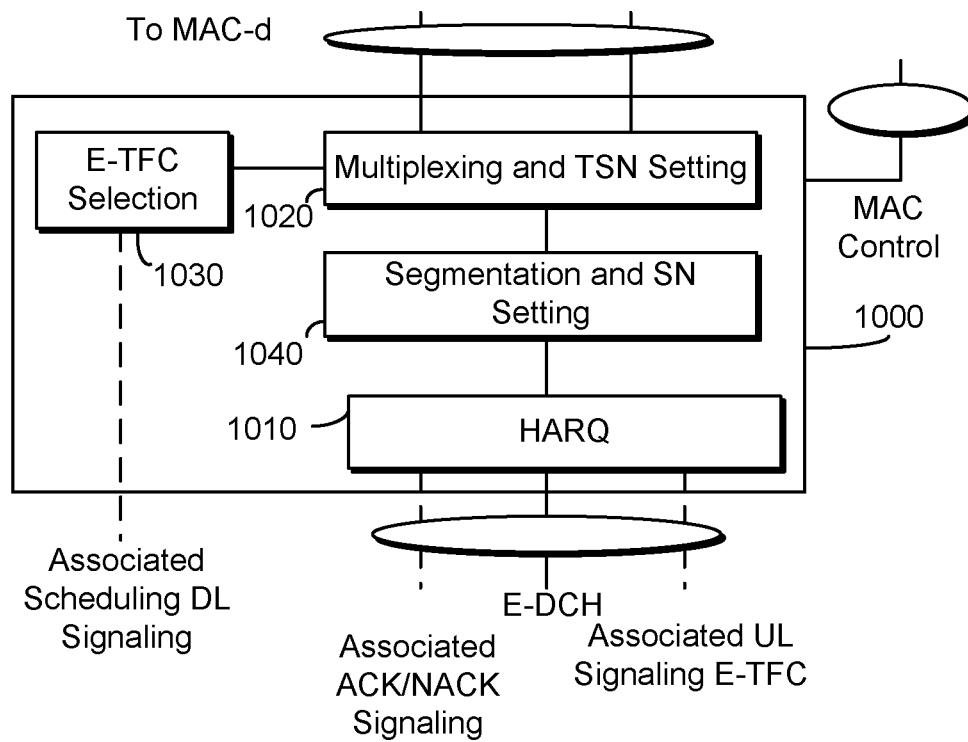 To MAC-d
E-TFC
Selection
Multiplexing and TSN Setting
1020
MAC
Control
1030
Segmentation and SN
Setting
1000
1040
1010
HARQ
Associated
Scheduling DL
Signaling
E-DCH
Associated
ACK/NACK
Signaling
Associated UL
Signaling E-TFC